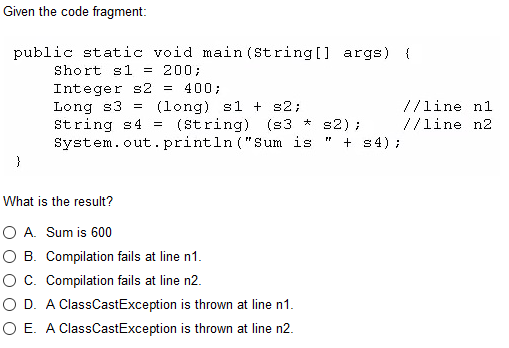 Given the code fragment:
public static void main(String[] args) {
Short s1 = 200;
Integer s2 = 400;
Long s3 = (long) s1 + s2; //line n1
String s4 = (String) (s3 * s2); //line n2
System.out.println("Sum is " + s4);
}
What is the result?
A. Sum is 600
B. Compilation fails at line n1.
C. Compilation fails at line n2.
D. A ClassCastException is thrown at line n1.
E. A ClassCastException is thrown at line n2.